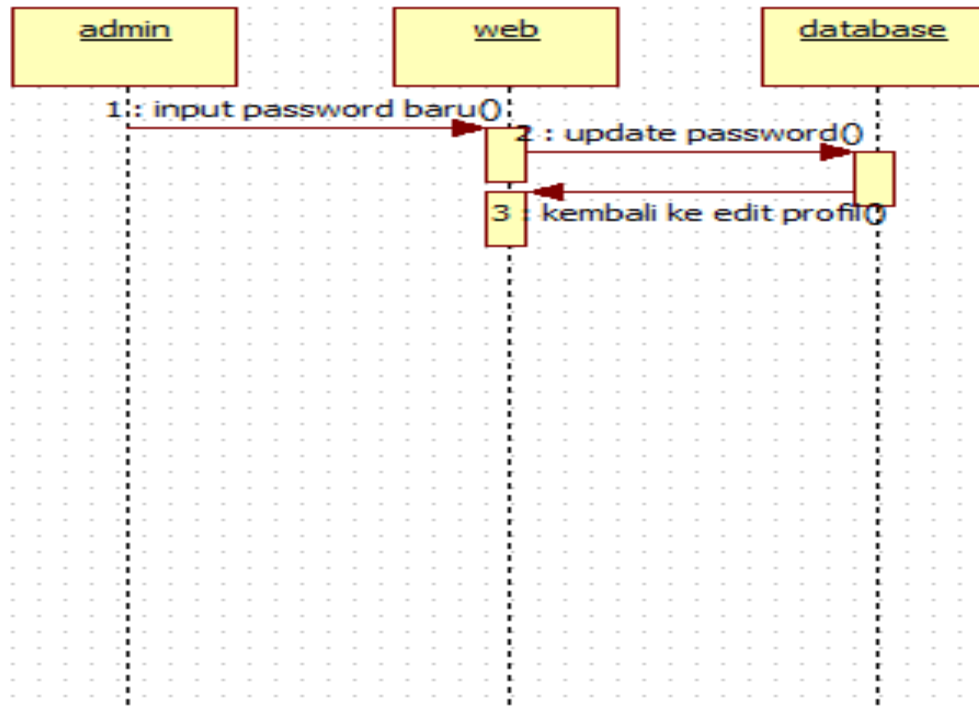 admin
web
database
1 : input password baru()
2 : update password()
3 : kembali ke edit profil()